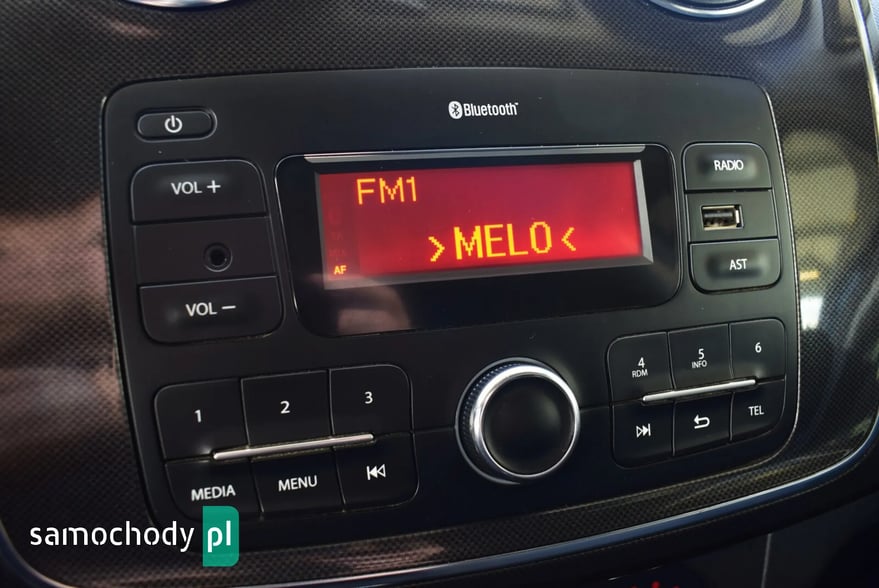 Bluetooth
VOL +
VOL −
FM1
>MELO<
AF
RADIO
AST
1
2
3
MEDIA
MENU
4
RDM
5
INFO
6
TEL
samochody pl